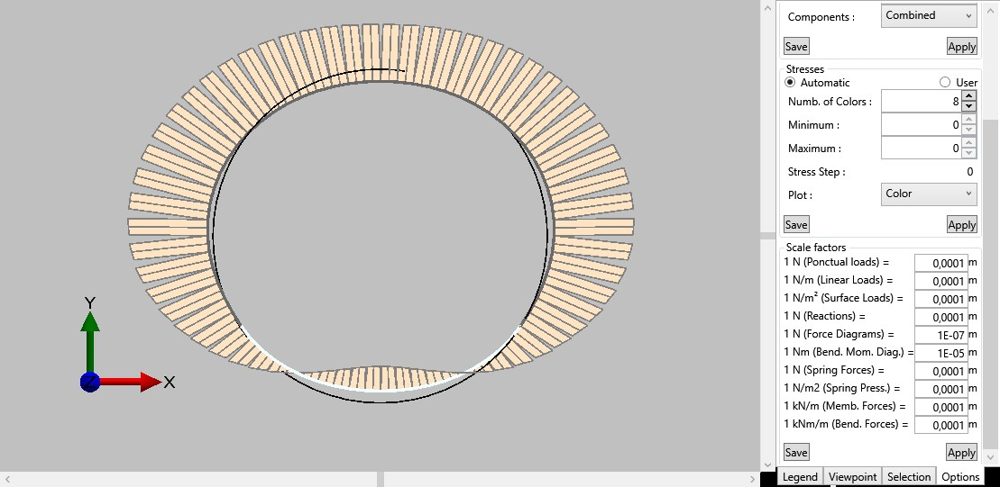 Components : Combined
Save Apply
Stresses
Automatic User
Numb. of Colors : 8
Minimum : 0
Maximum : 0
Stress Step : 0
Plot : Color
Save Apply
Scale factors
1 N (Ponctual loads) = 0,0001 m
1 N/m (Linear Loads) = 0,0001 m
1 N/m² (Surface Loads) = 0,0001 m
1 N (Reactions) = 0,0001 m
1 N (Force Diagrams) = 1E-07 m
1 Nm (Bend. Mom. Diag.) = 1E-05 m
1 N (Spring Forces) = 0,0001 m
1 N/m2 (Spring Press.) = 0,0001 m
1 kN/m (Memb. Forces) = 0,0001 m
1 kNm/m (Bend. Forces) = 0,0001 m
Save Apply
Legend Viewpoint Selection Options
Y
Z X